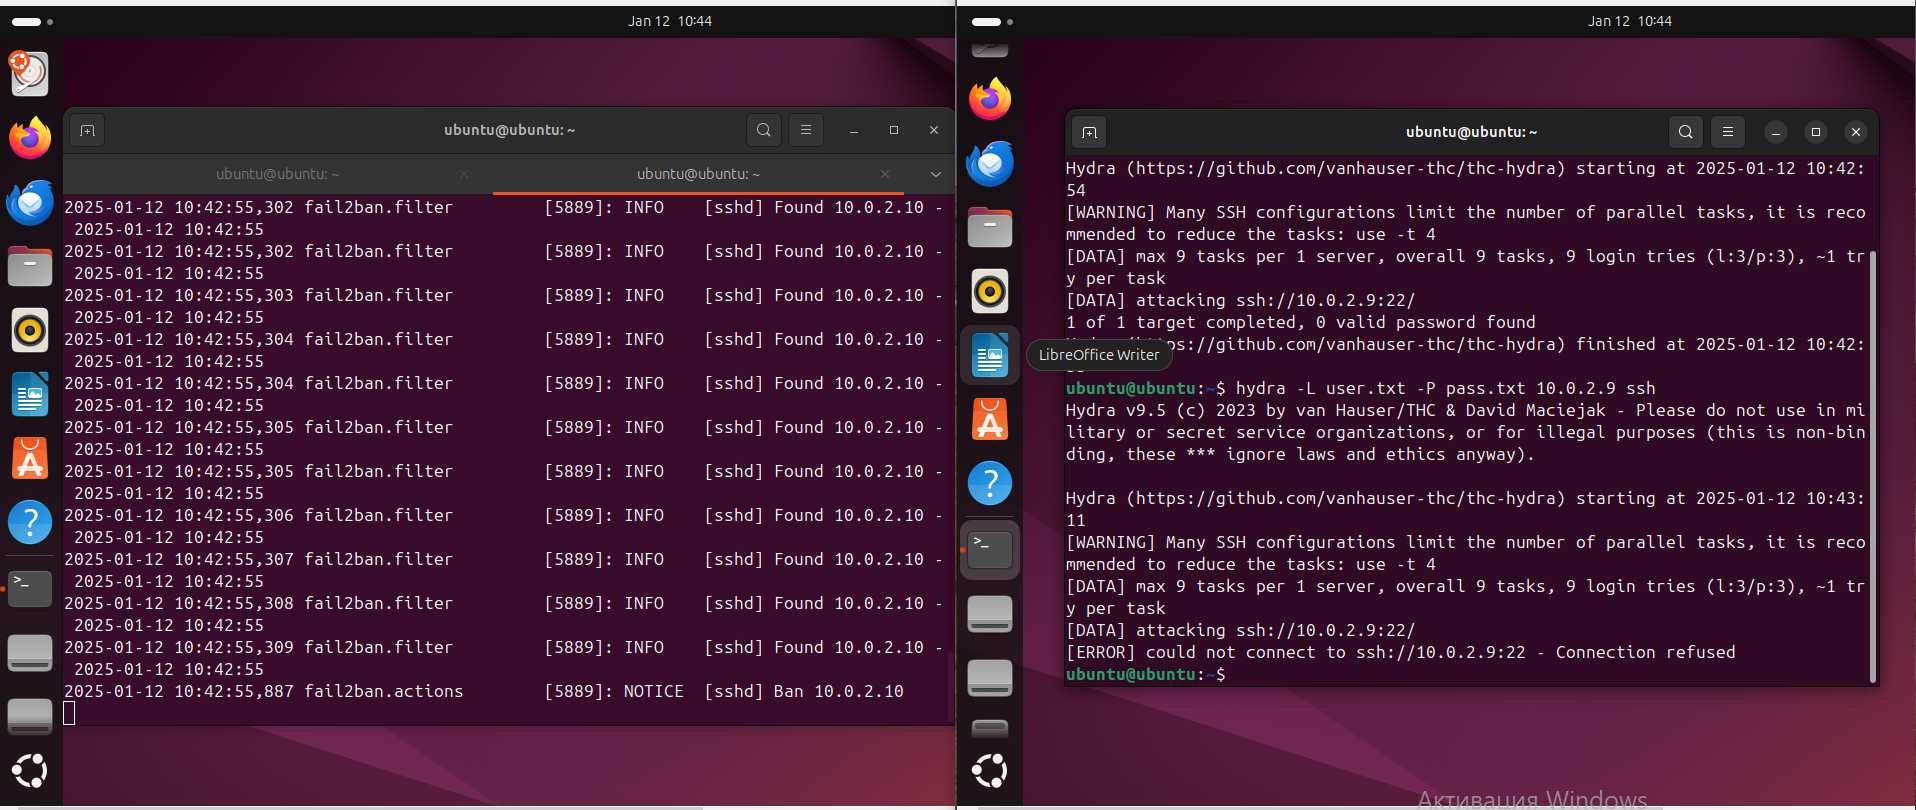 Jan 12 10:44
ubuntu@ubuntu: ~
ubuntu@ubuntu: ~
ubuntu@ubuntu: ~
2025-01-12 10:42:55,302 fail2ban.filter [5889]: INFO [sshd] Found 10.0.2.10 -
2025-01-12 10:42:55
2025-01-12 10:42:55,302 fail2ban.filter [5889]: INFO [sshd] Found 10.0.2.10 -
2025-01-12 10:42:55
2025-01-12 10:42:55,303 fail2ban.filter [5889]: INFO [sshd] Found 10.0.2.10 -
2025-01-12 10:42:55
2025-01-12 10:42:55,304 fail2ban.filter [5889]: INFO [sshd] Found 10.0.2.10 -
2025-01-12 10:42:55
2025-01-12 10:42:55,304 fail2ban.filter [5889]: INFO [sshd] Found 10.0.2.10 -
2025-01-12 10:42:55
2025-01-12 10:42:55,305 fail2ban.filter [5889]: INFO [sshd] Found 10.0.2.10 -
2025-01-12 10:42:55
2025-01-12 10:42:55,305 fail2ban.filter [5889]: INFO [sshd] Found 10.0.2.10 -
2025-01-12 10:42:55
2025-01-12 10:42:55,306 fail2ban.filter [5889]: INFO [sshd] Found 10.0.2.10 -
2025-01-12 10:42:55
2025-01-12 10:42:55,307 fail2ban.filter [5889]: INFO [sshd] Found 10.0.2.10 -
2025-01-12 10:42:55
2025-01-12 10:42:55,308 fail2ban.filter [5889]: INFO [sshd] Found 10.0.2.10 -
2025-01-12 10:42:55
2025-01-12 10:42:55,309 fail2ban.filter [5889]: INFO [sshd] Found 10.0.2.10 -
2025-01-12 10:42:55
2025-01-12 10:42:55,887 fail2ban.actions [5889]: NOTICE [sshd] Ban 10.0.2.10
Jan 12 10:44
ubuntu@ubuntu: ~
Hydra (https://github.com/vanhauser-thc/thc-hydra) starting at 2025-01-12 10:42:
54
[WARNING] Many SSH configurations limit the number of parallel tasks, it is reco
mmended to reduce the tasks: use -t 4
[DATA] max 9 tasks per 1 server, overall 9 tasks, 9 login tries (l:3/p:3), ~1 tr
y per task
[DATA] attacking ssh://10.0.2.9:22/
1 of 1 target completed, 0 valid password found
ps://github.com/vanhauser-thc/thc-hydra) finished at 2025-01-12 10:42:
LibreOffice Writer
ubuntu@ubuntu:~$ hydra -L user.txt -P pass.txt 10.0.2.9 ssh
Hydra v9.5 (c) 2023 by van Hauser/THC & David Maciejak - Please do not use in mi
litary or secret service organizations, or for illegal purposes (this is non-bin
ding, these *** ignore laws and ethics anyway).
Hydra (https://github.com/vanhauser-thc/thc-hydra) starting at 2025-01-12 10:43:
11
[WARNING] Many SSH configurations limit the number of parallel tasks, it is reco
mmended to reduce the tasks: use -t 4
[DATA] max 9 tasks per 1 server, overall 9 tasks, 9 login tries (l:3/p:3), ~1 tr
y per task
[DATA] attacking ssh://10.0.2.9:22/
[ERROR] could not connect to ssh://10.0.2.9:22 - Connection refused
ubuntu@ubuntu:~$
Активация Windows